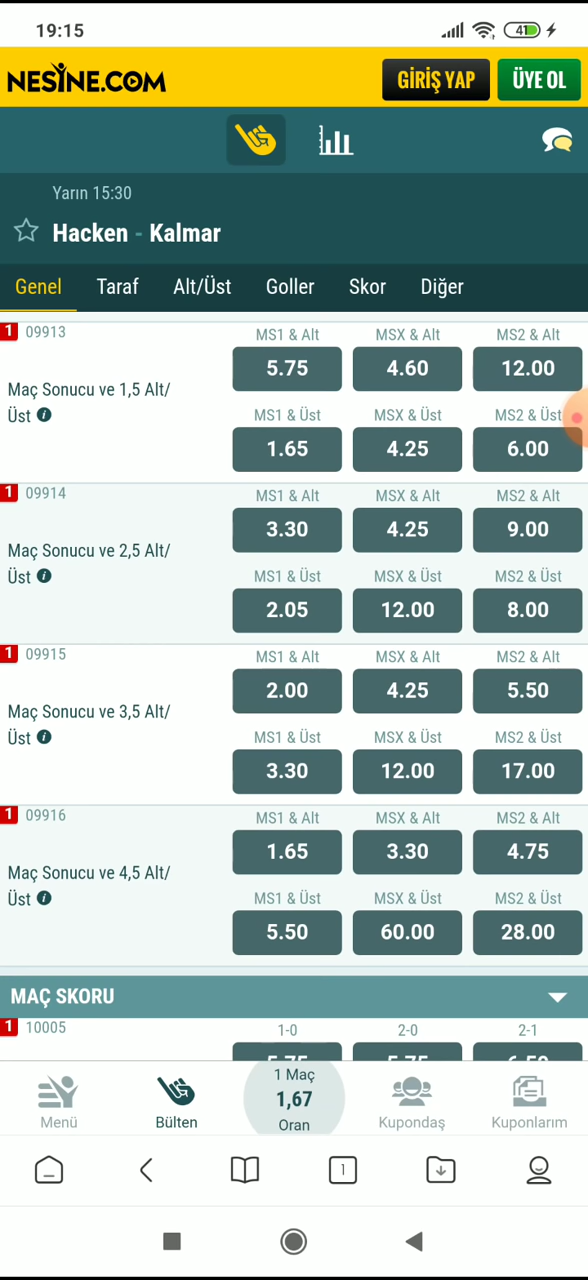 19:15
41
NESİNE.COM
GİRİŞ YAP
ÜYE OL
Yarın 15:30
Hacken - Kalmar
Genel Taraf Alt/Üst Goller Skor Diğer
1 09913
MS1 & Alt MSX & Alt MS2 & Alt
5.75 4.60 12.00
Maç Sonucu ve 1,5 Alt/
Üst
MS1 & Üst MSX & Üst MS2 & Üst
1.65 4.25 6.00
1 09914
MS1 & Alt MSX & Alt MS2 & Alt
3.30 4.25 9.00
Maç Sonucu ve 2,5 Alt/
Üst
MS1 & Üst MSX & Üst MS2 & Üst
2.05 12.00 8.00
1 09915
MS1 & Alt MSX & Alt MS2 & Alt
2.00 4.25 5.50
Maç Sonucu ve 3,5 Alt/
Üst
MS1 & Üst MSX & Üst MS2 & Üst
3.30 12.00 17.00
1 09916
MS1 & Alt MSX & Alt MS2 & Alt
1.65 3.30 4.75
Maç Sonucu ve 4,5 Alt/
Üst
MS1 & Üst MSX & Üst MS2 & Üst
5.50 60.00 28.00
MAÇ SKORU
1 10005
1-0 2-0 2-1
1 Maç
1,67
Oran
Menü Bülten Kupondaş Kuponlarım
1